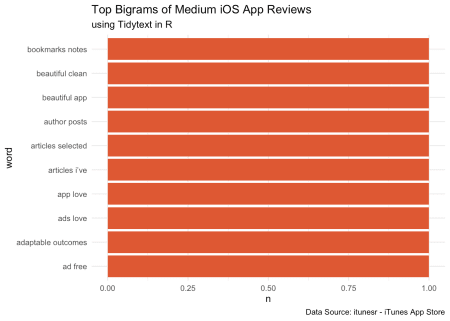 Top Bigrams of Medium iOS App Reviews
using Tidytext in R
bookmarks notes
beautiful clean
beautiful app
author posts
articles selected
articles i've
app love
ads love
adaptable outcomes
ad free
word
0.00 0.25 0.50 0.75 1.00
n
Data Source: itunesr - iTunes App Store